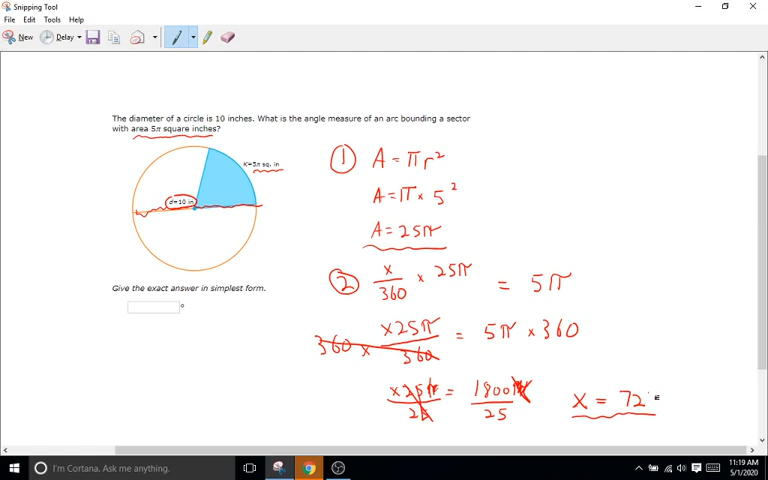 Snipping Tool
File Edit Tools Help
New Delay
The diameter of a circle is 10 inches. What is the angle measure of an arc bounding a sector
with area 5π square inches?
K=5π sq. in
d=10 in
Give the exact answer in simplest form.
°
① A = πr²
A = π × 5²
A = 25π
② x/360 × 25π = 5π
360 × x25π/360 = 5π × 360
x25π/25 = 1800π/25
x = 72
I'm Cortana. Ask me anything.
11:19 AM
5/1/2020